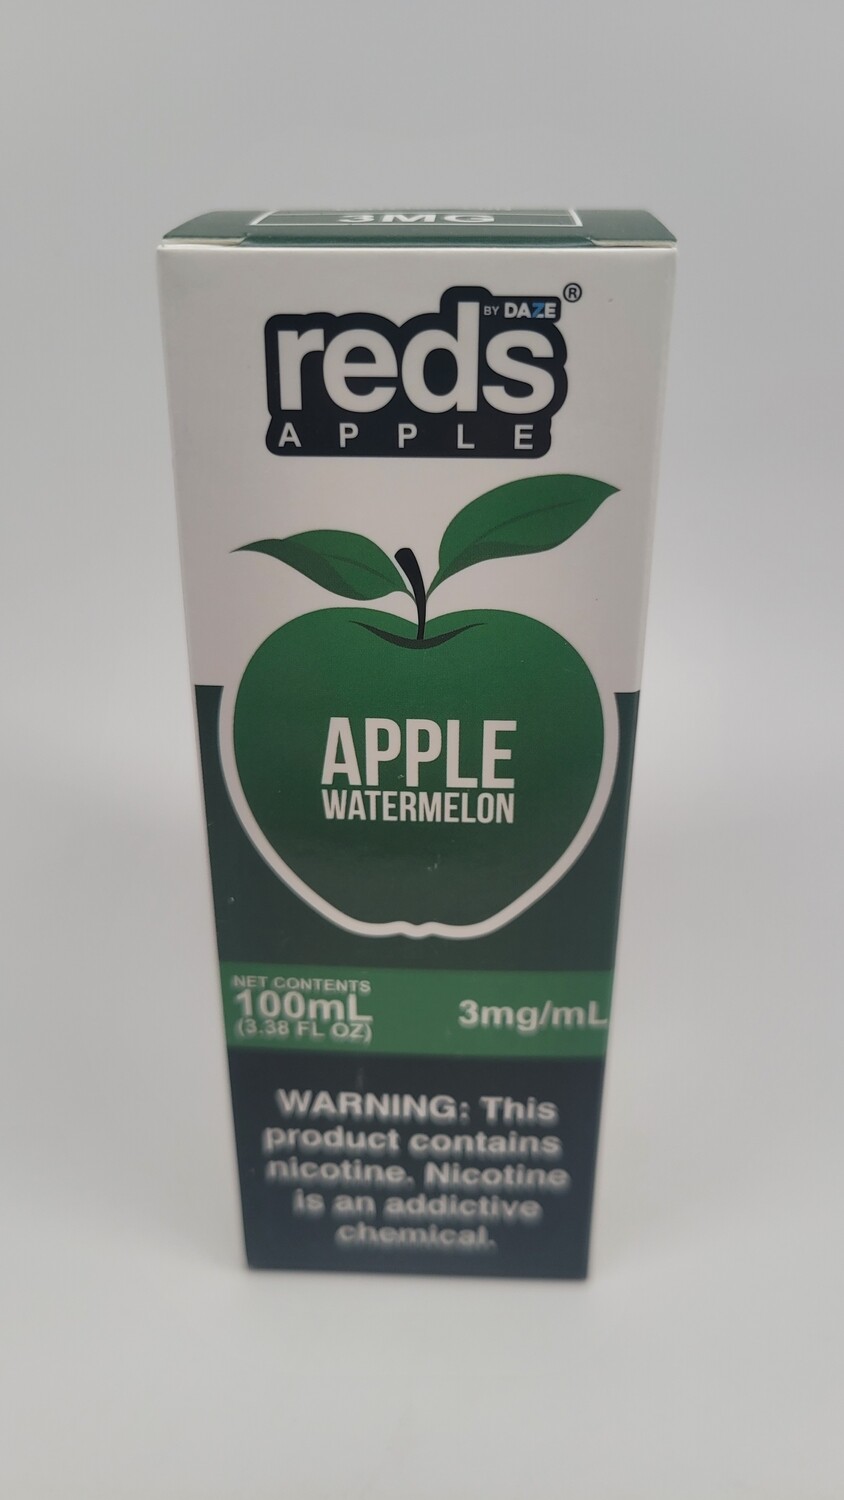 3MG
BY DAZE ®
reds
APPLE
APPLE
WATERMELON
NET CONTENTS
100mL
(3.38 FL OZ)
3mg/mL
WARNING: This
product contains
nicotine. Nicotine
is an addictive
chemical.